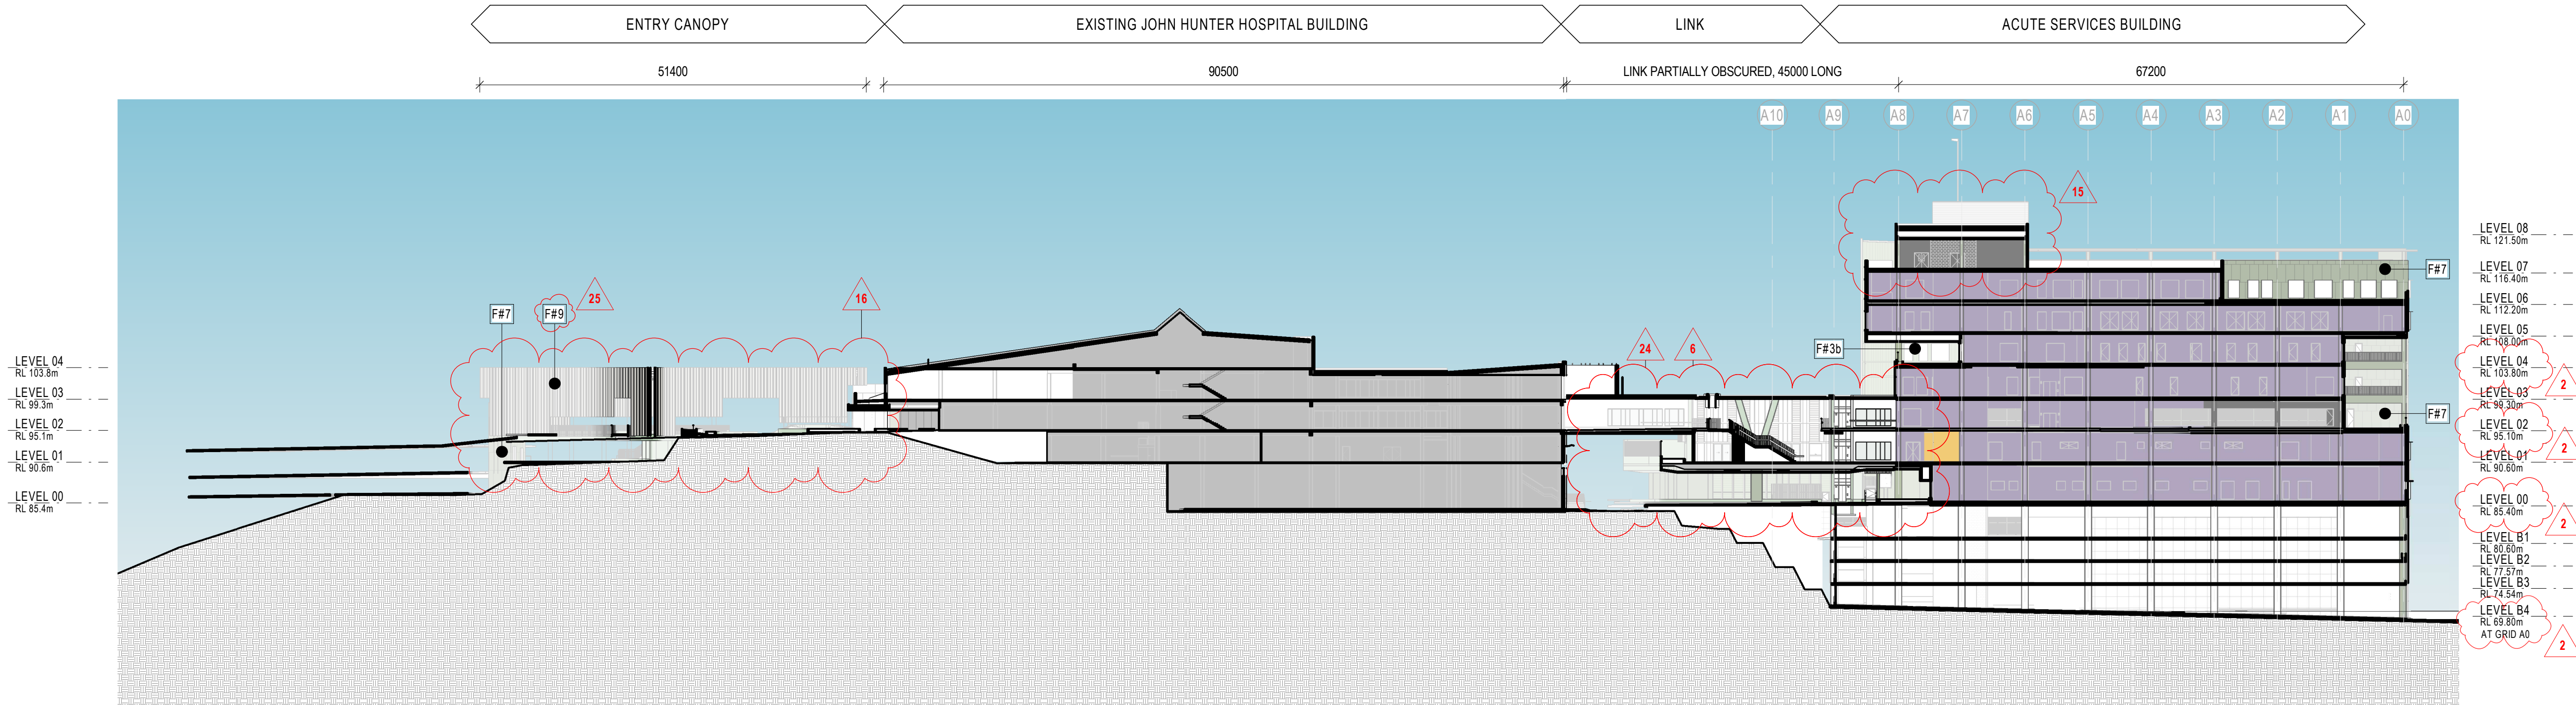 ENTRY CANOPY
EXISTING JOHN HUNTER HOSPITAL BUILDING
LINK
ACUTE SERVICES BUILDING
51400
90500
LINK PARTIALLY OBSCURED, 45000 LONG
67200
A10
A9
A8
A7
A6
A5
A4
A3
A2
A1
A0
15
25
16
F#7
F#9
24
6
F#3b
F#7
F#7
LEVEL 04
RL 103.8m
LEVEL 03
RL 99.3m
LEVEL 02
RL 95.1m
LEVEL 01
RL 90.6m
LEVEL 00
RL 85.4m
LEVEL 08
RL 121.50m
LEVEL 07
RL 116.40m
LEVEL 06
RL 112.20m
LEVEL 05
RL 108.00m
LEVEL 04
RL 103.80m
2
LEVEL 03
RL 99.30m
LEVEL 02
RL 95.10m
2
LEVEL 01
RL 90.60m
LEVEL 00
RL 85.40m
2
LEVEL B1
RL 80.60m
LEVEL B2
RL 77.57m
LEVEL B3
RL 74.54m
LEVEL B4
RL 69.80m
AT GRID A0
2